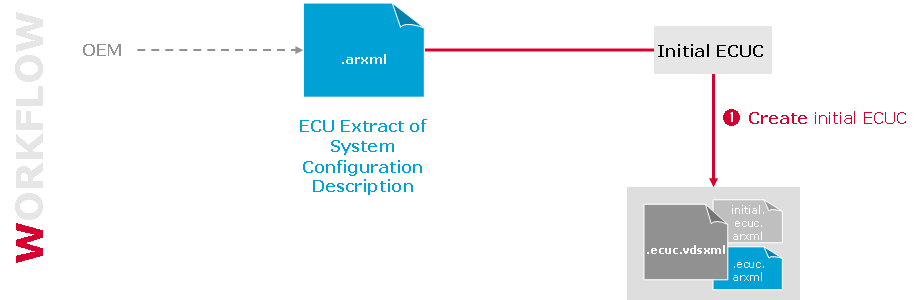 WORKFLOW
OEM
.arxml
ECU Extract of
System
Configuration
Description
Initial ECUC
1 Create initial ECUC
.ecuc.vdsxml
initial.
ecuc.
arxml
.ecuc.
arxml